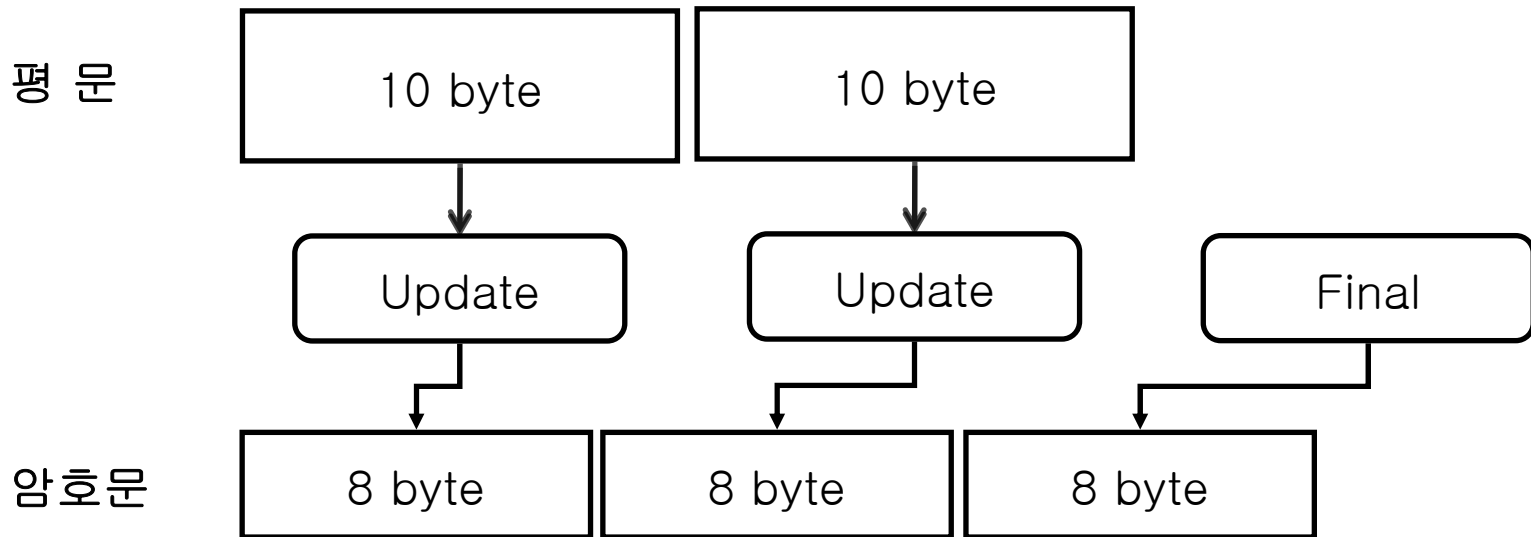 평 문
10 byte
10 byte
Update
Update
Final
암호문
8 byte
8 byte
8 byte